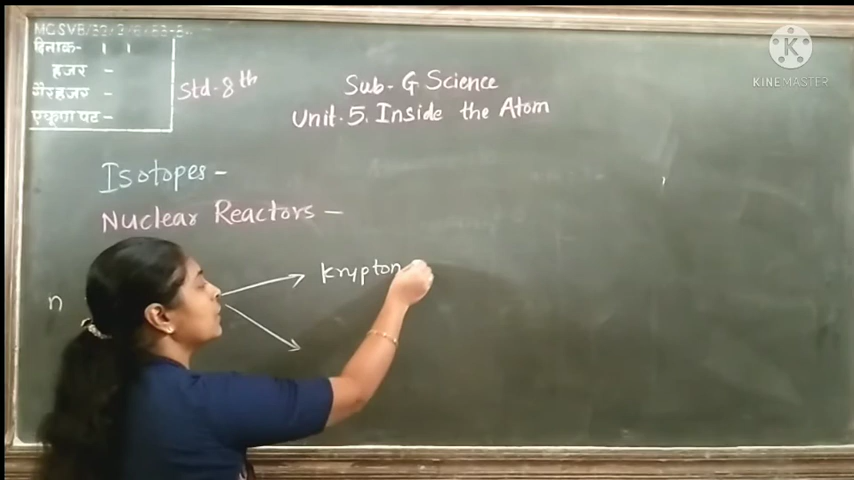 दिनांक-
हजर -
गैरहजर -
एकूण पट -
Std-8th
Sub- G Science
Unit-5. Inside the Atom
Isotopes -
Nuclear Reactors -
n
Krypton
K
KINEMASTER